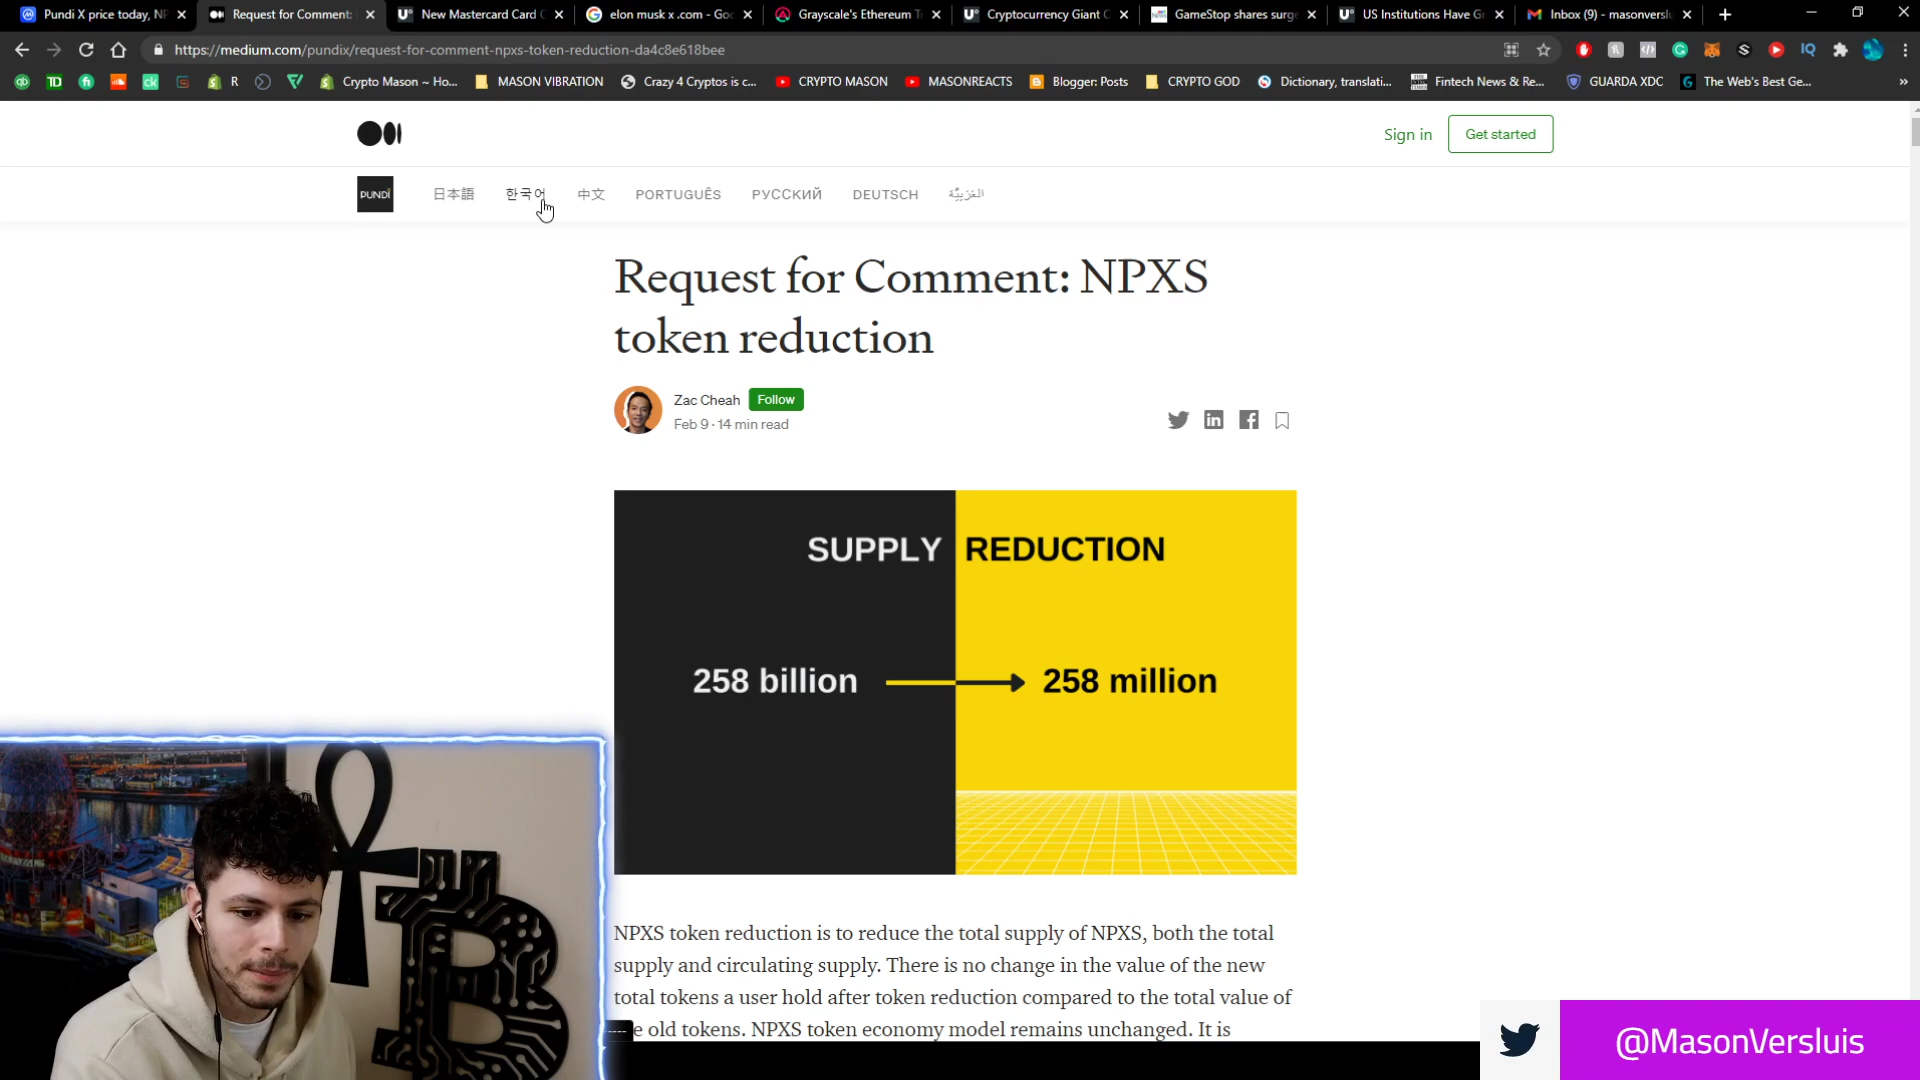 Pundi X price today, NP
Request for Comment:
New Mastercard Card C
elon musk x .com - Goo
Grayscale's Ethereum T
Cryptocurrency Giant C
GameStop shares surge
US Institutions Have G
Inbox (9) - masonverslu
https://medium.com/pundix/request-for-comment-npxs-token-reduction-da4c8e618bee
R
Crypto Mason ~ Ho...
MASON VIBRATION
Crazy 4 Cryptos is c...
CRYPTO MASON
MASONREACTS
Blogger: Posts
CRYPTO GOD
Dictionary, translati...
Fintech News & Re...
GUARDA XDC
The Web's Best Ge...
Sign in
Get started
PUNDI
日本語
한국어
中文
PORTUGUÊS
РУССКИЙ
DEUTSCH
العَرَبِيَّة
Request for Comment: NPXS
token reduction
Zac Cheah
Follow
Feb 9 · 14 min read
SUPPLY REDUCTION
258 billion
258 million
NPXS token reduction is to reduce the total supply of NPXS, both the total
supply and circulating supply. There is no change in the value of the new
total tokens a user hold after token reduction compared to the total value of
e old tokens. NPXS token economy model remains unchanged. It is
@MasonVersluis